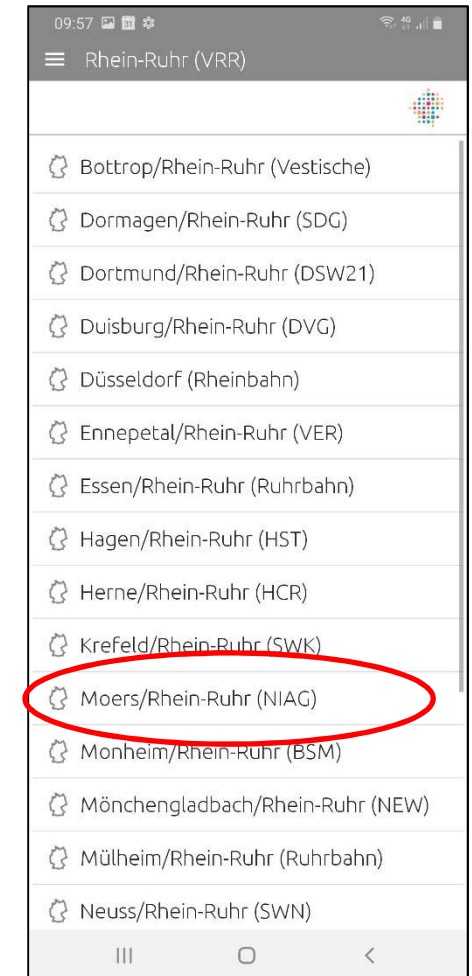 09:57
Rhein-Ruhr (VRR)
Bottrop/Rhein-Ruhr (Vestische)
Dormagen/Rhein-Ruhr (SDG)
Dortmund/Rhein-Ruhr (DSW21)
Duisburg/Rhein-Ruhr (DVG)
Düsseldorf (Rheinbahn)
Ennepetal/Rhein-Ruhr (VER)
Essen/Rhein-Ruhr (Ruhrbahn)
Hagen/Rhein-Ruhr (HST)
Herne/Rhein-Ruhr (HCR)
Krefeld/Rhein-Ruhr (SWK)
Moers/Rhein-Ruhr (NIAG)
Monheim/Rhein-Ruhr (BSM)
Mönchengladbach/Rhein-Ruhr (NEW)
Mülheim/Rhein-Ruhr (Ruhrbahn)
Neuss/Rhein-Ruhr (SWN)